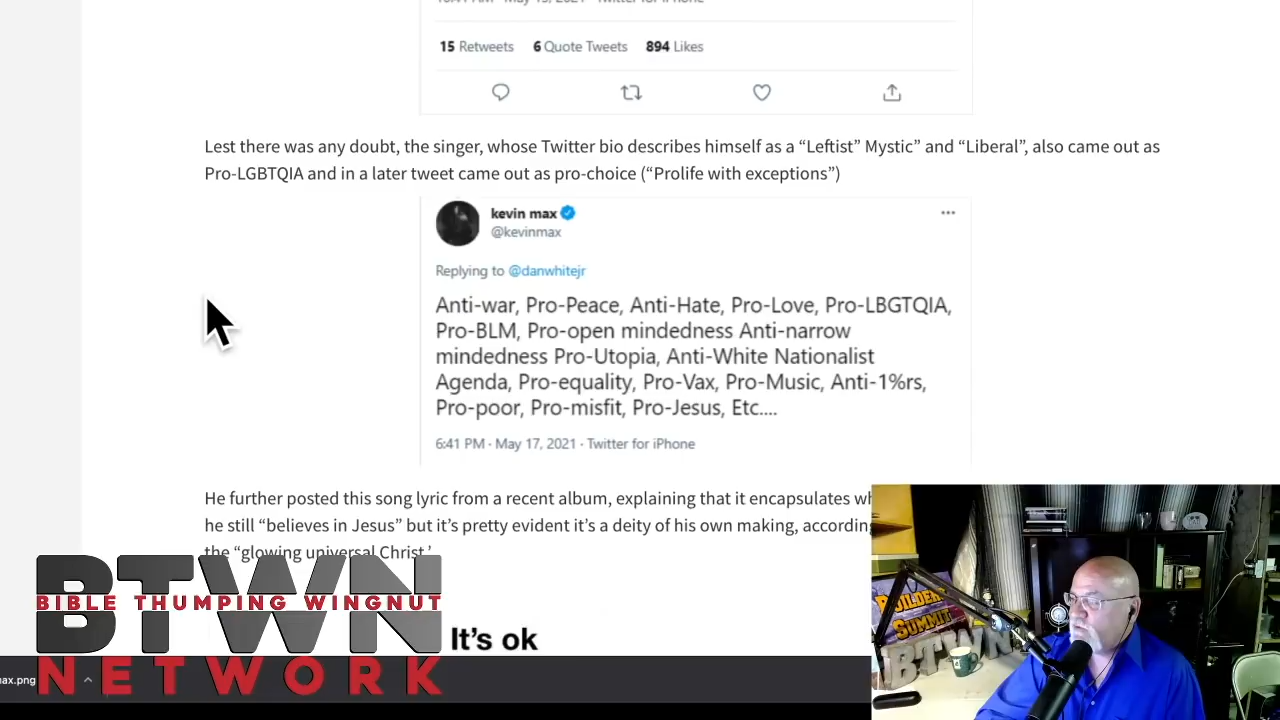 15 Retweets 6 Quote Tweets 894 Likes
Lest there was any doubt, the singer, whose Twitter bio describes himself as a “Leftist” Mystic” and “Liberal”, also came out as
Pro-LGBTQIA and in a later tweet came out as pro-choice (“Prolife with exceptions”)
kevin max
@kevinmax
Replying to @danwhitejr
Anti-war, Pro-Peace, Anti-Hate, Pro-Love, Pro-LBGTQIA,
Pro-BLM, Pro-open mindedness Anti-narrow
mindedness Pro-Utopia, Anti-White Nationalist
Agenda, Pro-equality, Pro-Vax, Pro-Music, Anti-1%rs,
Pro-poor, Pro-misfit, Pro-Jesus, Etc....
6:41 PM · May 17, 2021 · Twitter for iPhone
He further posted this song lyric from a recent album, explaining that it encapsulates
he still “believes in Jesus” but it’s pretty evident it’s a deity of his own making,
the “glowing universal Christ.’
It’s ok
BTWN
BIBLE THUMPING WINGNUT
NETWORK
BUILDER
SUMMIT
BTWN